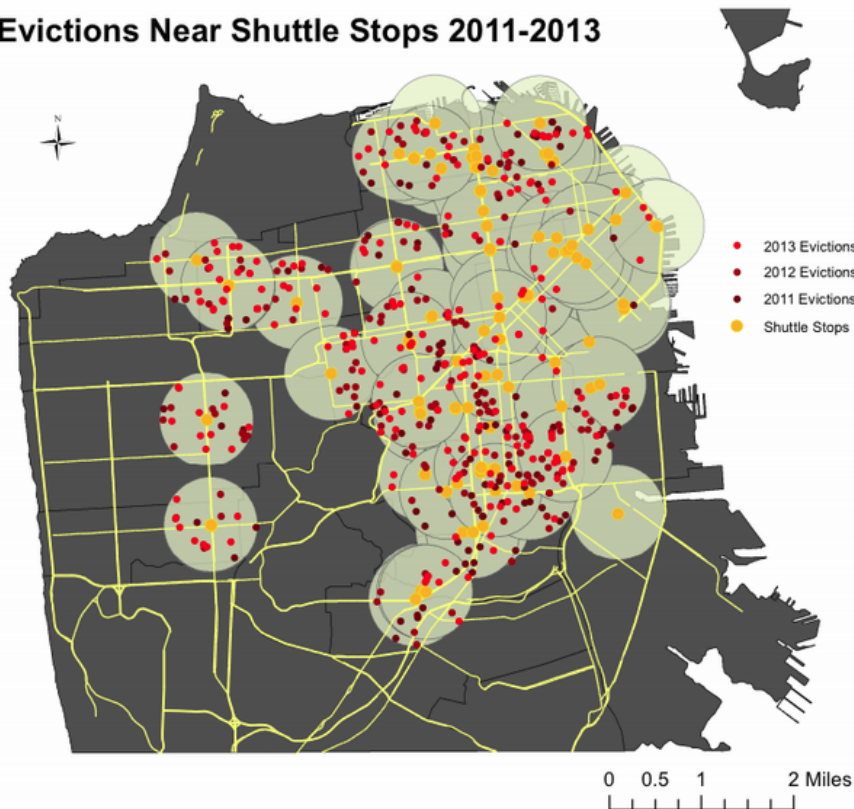 Evictions Near Shuttle Stops 2011-2013
N
2013 Evictions
2012 Evictions
2011 Evictions
Shuttle Stops
0 0.5 1 2 Miles